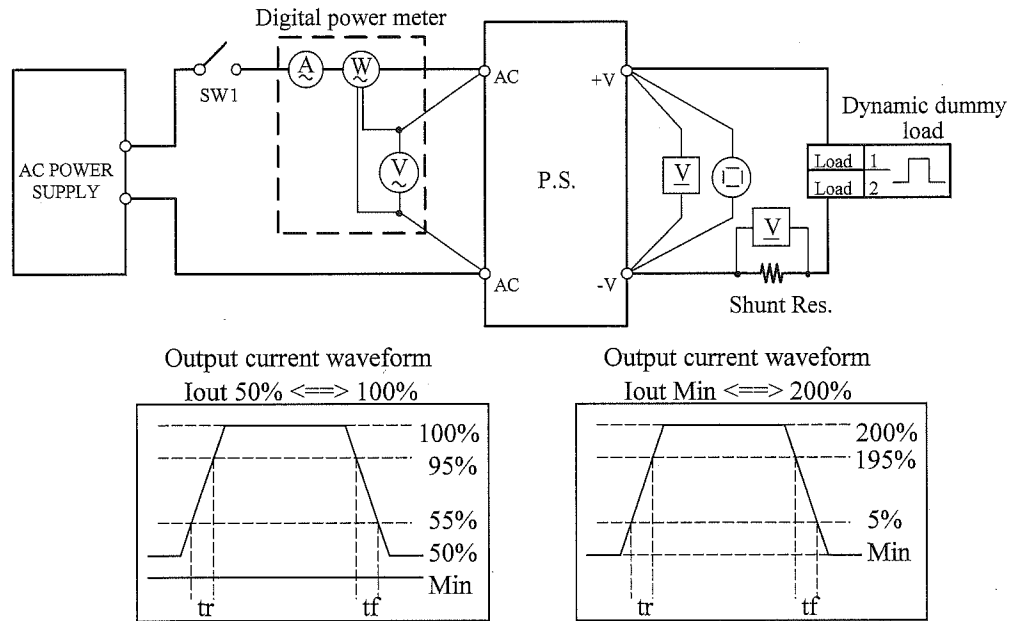 Digital power meter
A
W
SW1
AC
+V
Dynamic dummy
load
AC POWER
SUPPLY
V
P.S.
V
Load 1
Load 2
V
AC
-V
Shunt Res.
Output current waveform
Iout 50% <==> 100%
100%
95%
55%
50%
Min
tr
tf
Output current waveform
Iout Min <==> 200%
200%
195%
5%
Min
tr
tf